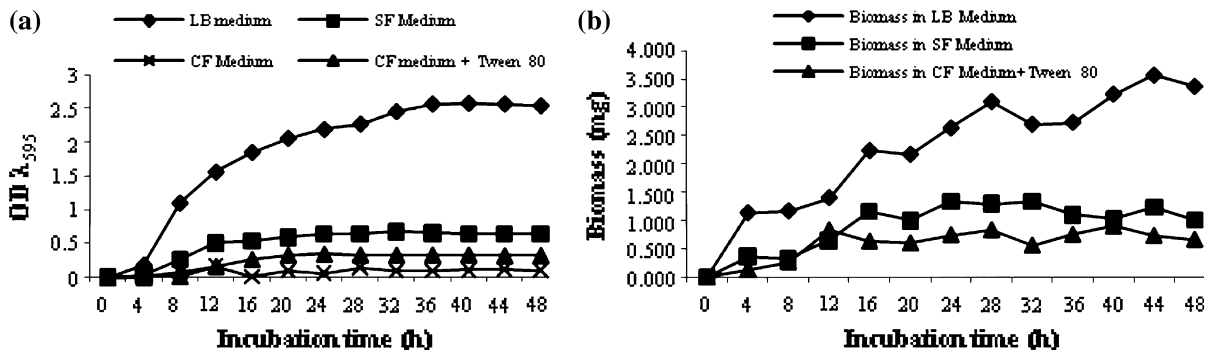 (a)
LB medium
SF Medium
CF Medium
CF medium + Tween 80
3
2.5
2
1.5
1
0.5
0
OD λ595
0 4 8 12 16 20 24 28 32 36 40 44 48
Incubation time (h)
(b)
Biomass in LB Medium
Biomass in SF Medium
Biomass in CF Medium+Tween 80
4.000
3.500
3.000
2.500
2.000
1.500
1.000
0.500
0.000
Biomass (mg)
0 4 8 12 16 20 24 28 32 36 40 44 48
Incubation time (h)